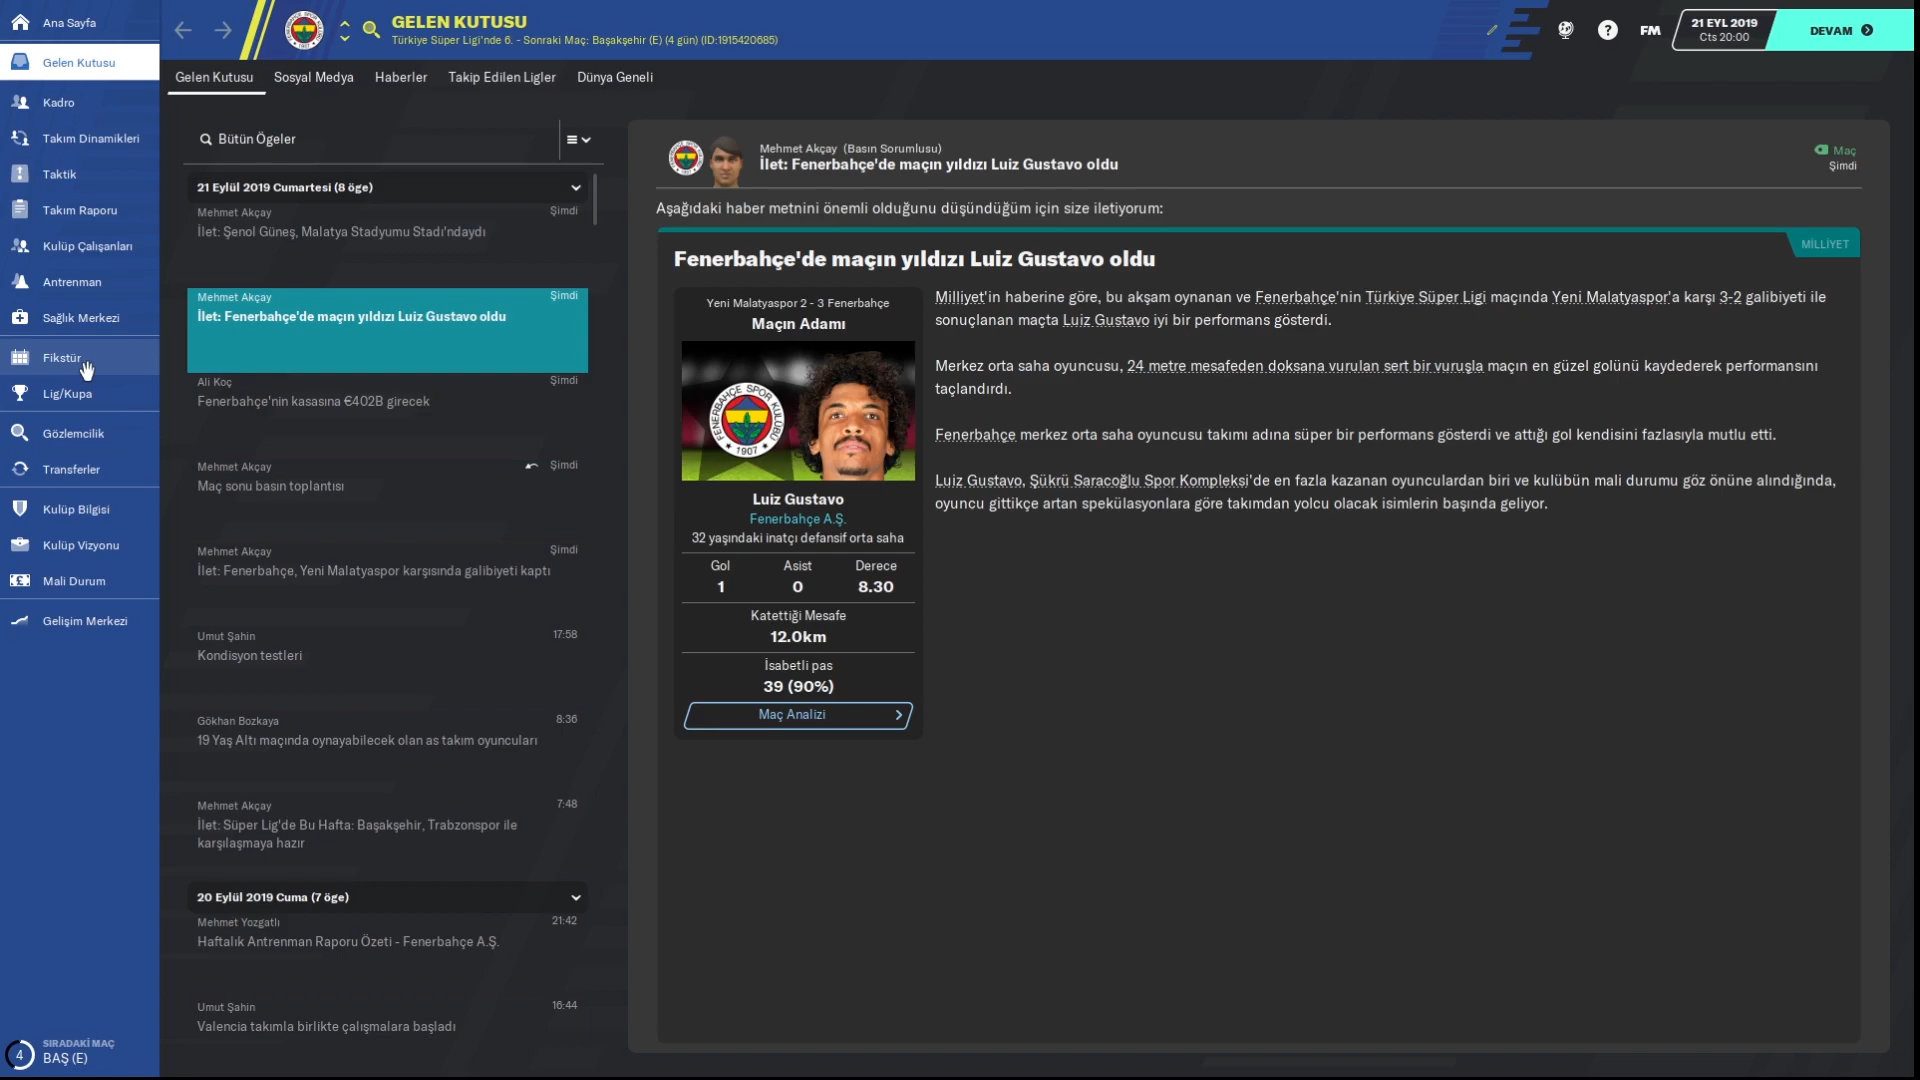 Ana Sayfa
Gelen Kutusu
Kadro
Takım Dinamikleri
Taktik
Takım Raporu
Kulüp Çalışanları
Antrenman
Sağlık Merkezi
Fikstür
Lig/Kupa
Gözlemcilik
Transferler
Kulüp Bilgisi
Kulüp Vizyonu
Mali Durum
Gelişim Merkezi
4
SIRADAKİ MAÇ
BAŞ (E)
GELEN KUTUSU
Türkiye Süper Ligi'nde 6. - Sonraki Maç: Başakşehir (E) (4 gün) (ID:1915420685)
FM
21 EYL 2019
Cts 20:00
DEVAM
Gelen Kutusu Sosyal Medya Haberler Takip Edilen Ligler Dünya Geneli
Bütün Ögeler
21 Eylül 2019 Cumartesi (8 öge)
Mehmet Akçay Şimdi
İlet: Şenol Güneş, Malatya Stadyumu Stadı'ndaydı
Mehmet Akçay Şimdi
İlet: Fenerbahçe'de maçın yıldızı Luiz Gustavo oldu
Ali Koç Şimdi
Fenerbahçe'nin kasasına €402B girecek
Mehmet Akçay Şimdi
Maç sonu basın toplantısı
Mehmet Akçay Şimdi
İlet: Fenerbahçe, Yeni Malatyaspor karşısında galibiyeti kaptı
Umut Şahin 17:58
Kondisyon testleri
Gökhan Bozkaya 8:36
19 Yaş Altı maçında oynayabilecek olan as takım oyuncuları
Mehmet Akçay 7:48
İlet: Süper Lig'de Bu Hafta: Başakşehir, Trabzonspor ile
karşılaşmaya hazır
20 Eylül 2019 Cuma (7 öge)
Mehmet Yozgatlı 21:42
Haftalık Antrenman Raporu Özeti - Fenerbahçe A.Ş.
Umut Şahin 16:44
Valencia takımla birlikte çalışmalara başladı
Mehmet Akçay (Basın Sorumlusu)
İlet: Fenerbahçe'de maçın yıldızı Luiz Gustavo oldu
Maç
Şimdi
Aşağıdaki haber metnini önemli olduğunu düşündüğüm için size iletiyorum:
MİLLİYET
Fenerbahçe'de maçın yıldızı Luiz Gustavo oldu
Yeni Malatyaspor 2 - 3 Fenerbahçe
Maçın Adamı
FENERBAHÇE SPOR KULÜBÜ
1907
Luiz Gustavo
Fenerbahçe A.Ş.
32 yaşındaki inatçı defansif orta saha
Gol Asist Derece
1 0 8.30
Katettiği Mesafe
12.0km
İsabetli pas
39 (90%)
Maç Analizi
Milliyet'in haberine göre, bu akşam oynanan ve Fenerbahçe'nin Türkiye Süper Ligi maçında Yeni Malatyaspor'a karşı 3-2 galibiyeti ile
sonuçlanan maçta Luiz Gustavo iyi bir performans gösterdi.
Merkez orta saha oyuncusu, 24 metre mesafeden doksana vurulan sert bir vuruşla maçın en güzel golünü kaydederek performansını
taçlandırdı.
Fenerbahçe merkez orta saha oyuncusu takımı adına süper bir performans gösterdi ve attığı gol kendisini fazlasıyla mutlu etti.
Luiz Gustavo, Şükrü Saracoğlu Spor Kompleksi'de en fazla kazanan oyunculardan biri ve kulübün mali durumu göz önüne alındığında,
oyuncu gittikçe artan spekülasyonlara göre takımdan yolcu olacak isimlerin başında geliyor.